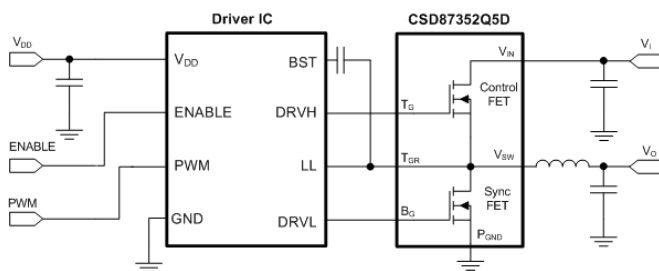 Driver IC
CSD87352Q5D
VDD
VDD
BST
VIN
VI
Control
FET
ENABLE
DRVH
TG
ENABLE
PWM
LL
TGR
VSW
VO
PWM
Sync
FET
GND
DRVL
BG
PGND